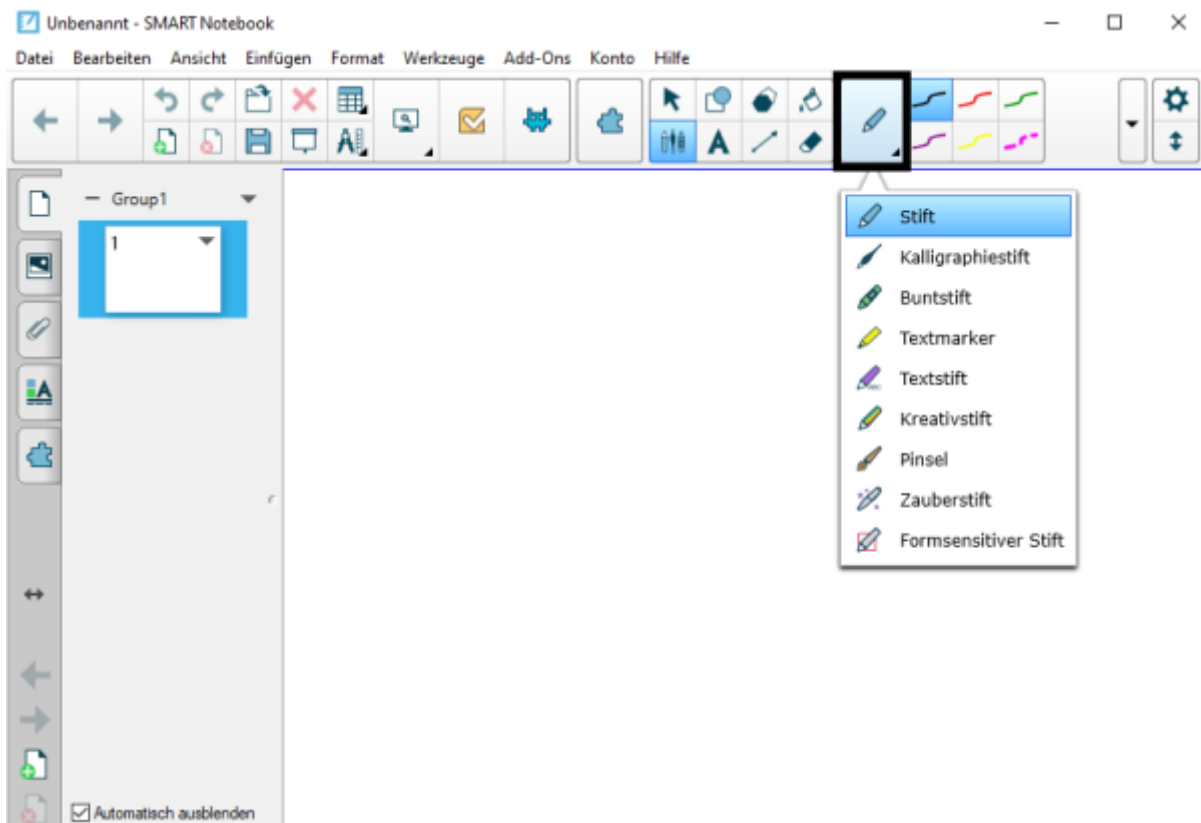 Unbenannt - SMART Notebook
Datei Bearbeiten Ansicht Einfügen Format Werkzeuge Add-Ons Konto Hilfe
Group1
1
Stift
Kalligraphiestift
Buntstift
Textmarker
Textstift
Kreativstift
Pinsel
Zauberstift
Formsensitiver Stift
Automatisch ausblenden